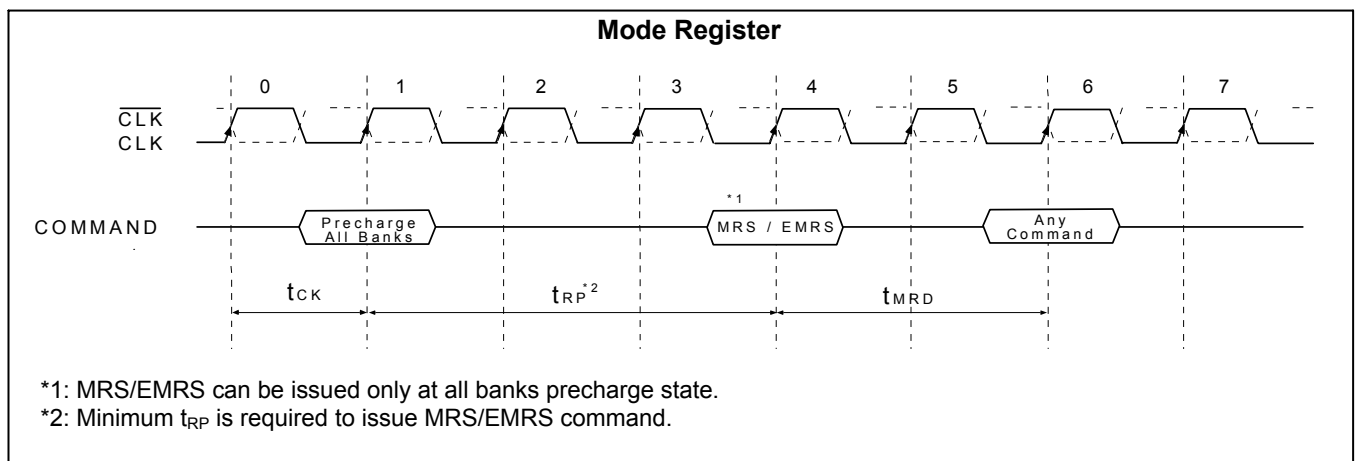 Mode Register
0 1 2 3 4 5 6 7
CLK
CLK
COMMAND
Precharge
All Banks
*1
MRS / EMRS
Any
Command
tCK
tRP*2
tMRD
*1: MRS/EMRS can be issued only at all banks precharge state.
*2: Minimum tRP is required to issue MRS/EMRS command.